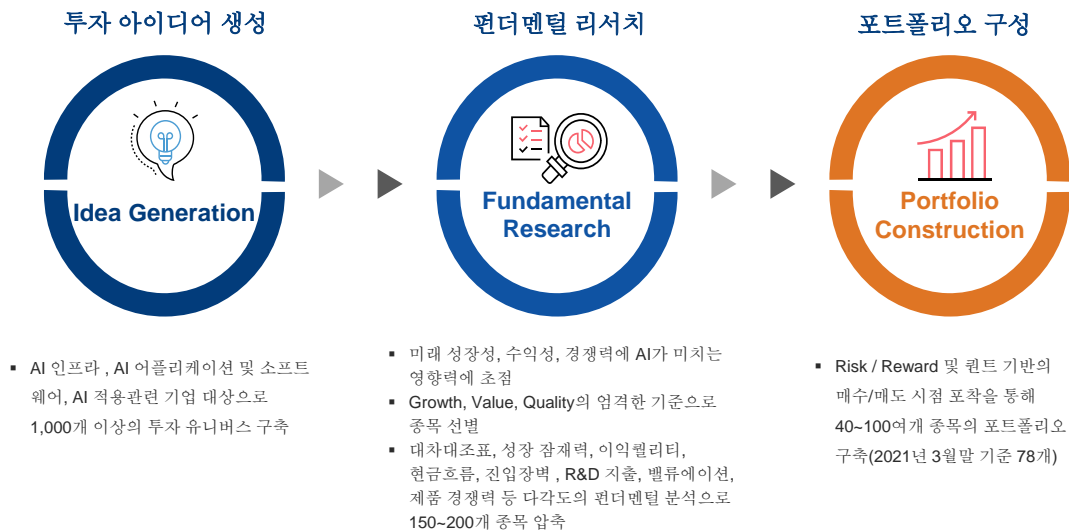 투자 아이디어 생성
Idea Generation
▪ AI 인프라 , AI 어플리케이션 및 소프트
웨어, AI 적용관련 기업 대상으로
1,000개 이상의 투자 유니버스 구축
펀더멘털 리서치
Fundamental
Research
▪ 미래 성장성, 수익성, 경쟁력에 AI가 미치는
영향력에 초점
▪ Growth, Value, Quality의 엄격한 기준으로
종목 선별
▪ 대차대조표, 성장 잠재력, 이익퀄리티,
현금흐름, 진입장벽 , R&D 지출, 밸류에이션,
제품 경쟁력 등 다각도의 펀더멘털 분석으로
150~200개 종목 압축
포트폴리오 구성
Portfolio
Construction
▪ Risk / Reward 및 퀀트 기반의
매수/매도 시점 포착을 통해
40~100여개 종목의 포트폴리오
구축(2021년 3월말 기준 78개)